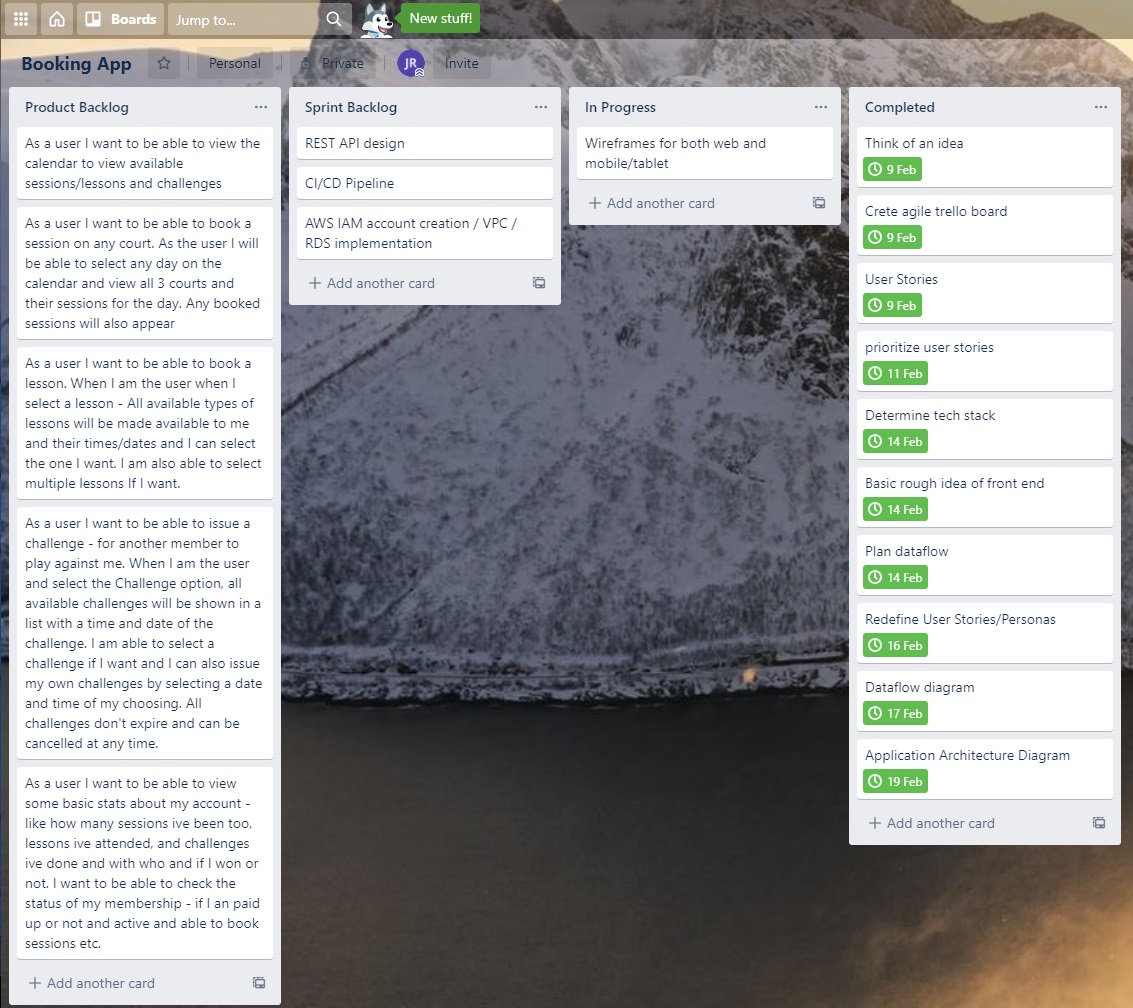 Boards
Jump to...
New stuff!
Booking App
Personal
Private
JR
Invite
Product Backlog
As a user I want to be able to view the
calendar to view available
sessions/lessons and challenges
As a user I want to be able to book a
session on any court. As the user I will
be able to select any day on the
calendar and view all 3 courts and
their sessions for the day. Any booked
sessions will also appear
As a user I want to be able to book a
lesson. When I am the user when I
select a lesson - All available types of
lessons will be made available to me
and their times/dates and I can select
the one I want. I am also able to select
multiple lessons If I want.
As a user I want to be able to issue a
challenge - for another member to
play against me. When I am the user
and select the Challenge option, all
available challenges will be shown in a
list with a time and date of the
challenge. I am able to select a
challenge if I want and I can also issue
my own challenges by selecting a date
and time of my choosing. All
challenges don't expire and can be
cancelled at any time.
As a user I want to be able to view
some basic stats about my account -
like how many sessions ive been too,
lessons ive attended, and challenges
ive done and with who and if I won or
not. I want to be able to check the
status of my membership - if I an paid
up or not and active and able to book
sessions etc.
Add another card
Sprint Backlog
REST API design
CI/CD Pipeline
AWS IAM account creation / VPC /
RDS implementation
Add another card
In Progress
Wireframes for both web and
mobile/tablet
Add another card
Completed
Think of an idea
9 Feb
Crete agile trello board
9 Feb
User Stories
9 Feb
prioritize user stories
11 Feb
Determine tech stack
14 Feb
Basic rough idea of front end
14 Feb
Plan dataflow
14 Feb
Redefine User Stories/Personas
16 Feb
Dataflow diagram
17 Feb
Application Architecture Diagram
19 Feb
Add another card